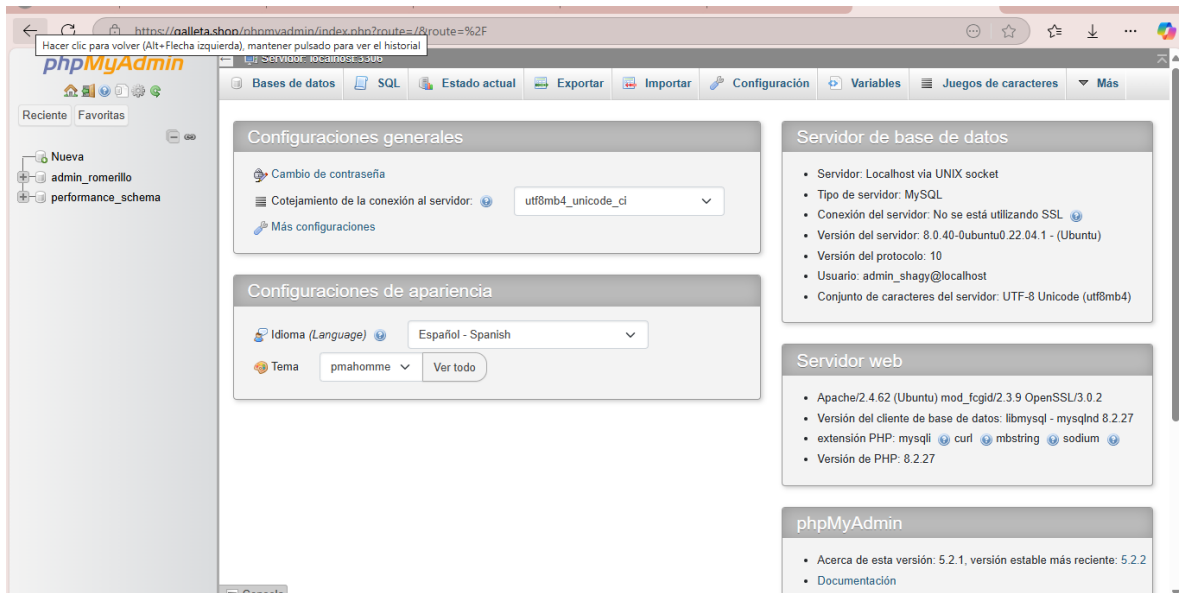 https://galleta.shop/phpmyadmin/index.php?route=/&route=%2F
Hacer clic para volver (Alt+Flecha izquierda), mantener pulsado para ver el historial
phpMyAdmin
Servidor: localhost:3306
Bases de datos SQL Estado actual Exportar Importar Configuración Variables Juegos de caracteres Más
Reciente Favoritas
Nueva
admin_romerillo
performance_schema
Configuraciones generales
Cambio de contraseña
Cotejamiento de la conexión al servidor: utf8mb4_unicode_ci
Más configuraciones
Configuraciones de apariencia
Idioma (Language) Español - Spanish
Tema pmahomme Ver todo
Servidor de base de datos
Servidor: Localhost via UNIX socket
Tipo de servidor: MySQL
Conexión del servidor: No se está utilizando SSL
Versión del servidor: 8.0.40-0ubuntu0.22.04.1 - (Ubuntu)
Versión del protocolo: 10
Usuario: admin_shagy@localhost
Conjunto de caracteres del servidor: UTF-8 Unicode (utf8mb4)
Servidor web
Apache/2.4.62 (Ubuntu) mod_fcgid/2.3.9 OpenSSL/3.0.2
Versión del cliente de base de datos: libmysql - mysqlnd 8.2.27
extensión PHP: mysqli curl mbstring sodium
Versión de PHP: 8.2.27
phpMyAdmin
Acerca de esta versión: 5.2.1, versión estable más reciente: 5.2.2
Documentación
Consola